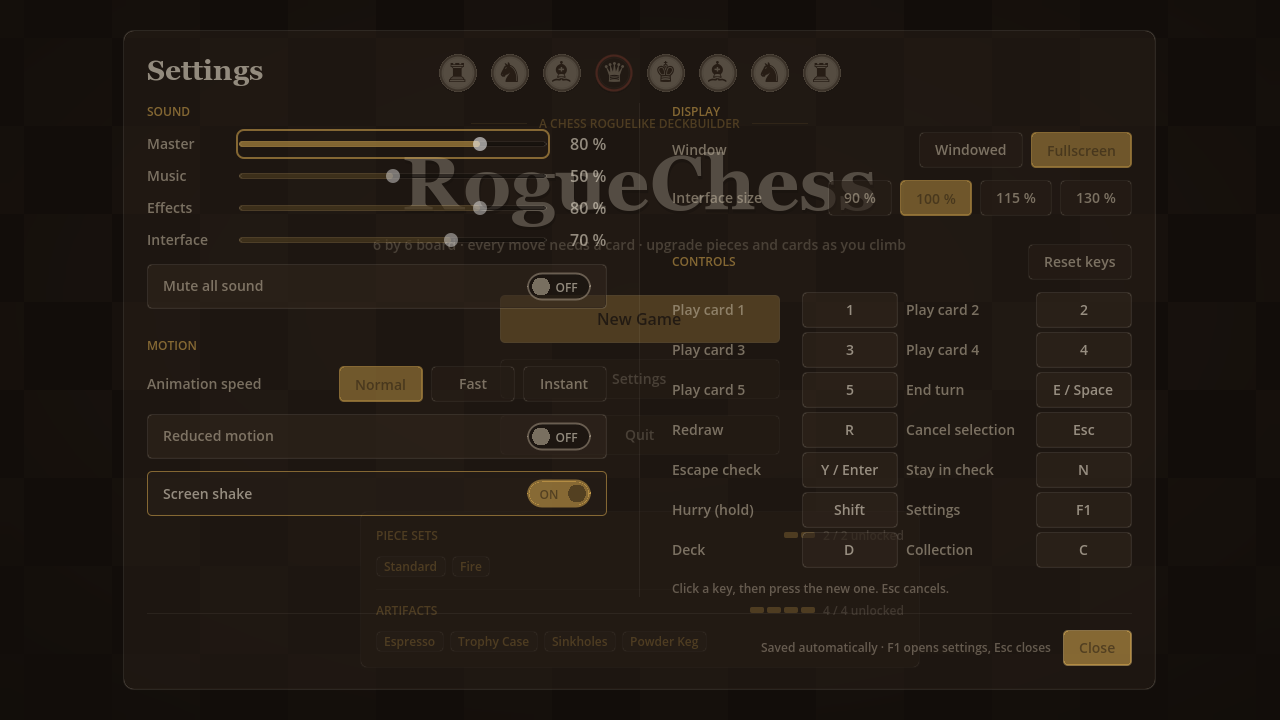 Settings
SOUND
Master 80 %
Music 50 %
Effects 80 %
Interface 70 %
Mute all sound OFF
MOTION
Animation speed Normal Fast Instant
Reduced motion OFF
Screen shake ON
DISPLAY
Window Windowed Fullscreen
Interface size 90 % 100 % 115 % 130 %
CONTROLS Reset keys
Play card 1 1 Play card 2 2
Play card 3 3 Play card 4 4
Play card 5 5 End turn E / Space
Redraw R Cancel selection Esc
Escape check Y / Enter Stay in check N
Hurry (hold) Shift Settings F1
Deck D Collection C
Click a key, then press the new one. Esc cancels.
Saved automatically · F1 opens settings, Esc closes Close
A CHESS ROGUELIKE DECKBUILDER
RogueChess
6 by 6 board · every move needs a card · upgrade pieces and cards as you climb
New Game
Settings
Quit
PIECE SETS 2 / 2 unlocked
Standard Fire
ARTIFACTS 4 / 4 unlocked
Espresso Trophy Case Sinkholes Powder Keg